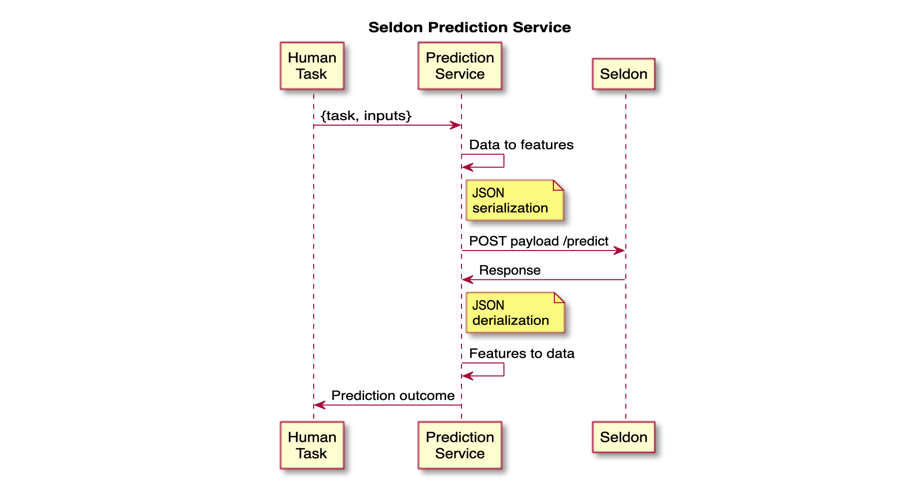 Seldon Prediction Service
Human
Task
Prediction
Service
Seldon
{task, inputs}
Data to features
JSON
serialization
POST payload /predict
Response
JSON
derialization
Features to data
Prediction outcome
Human
Task
Prediction
Service
Seldon